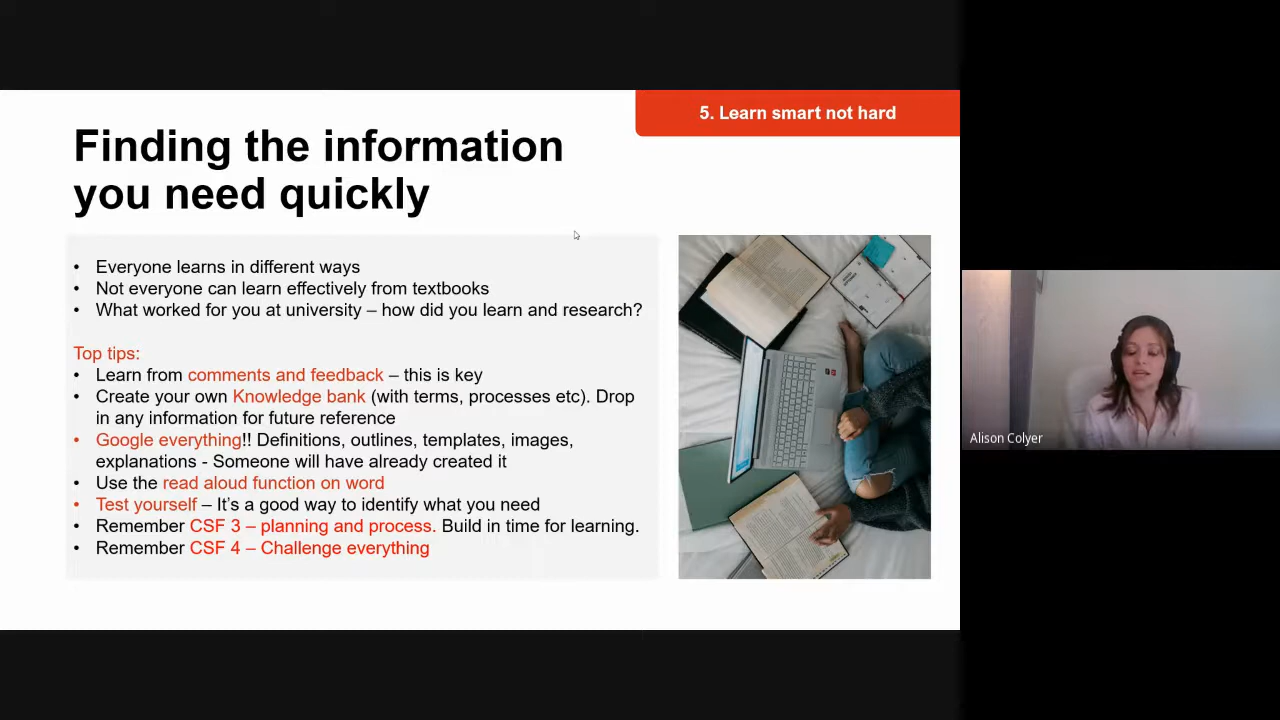 5. Learn smart not hard
Finding the information
you need quickly
• Everyone learns in different ways
• Not everyone can learn effectively from textbooks
• What worked for you at university – how did you learn and research?
Top tips:
• Learn from comments and feedback – this is key
• Create your own Knowledge bank (with terms, processes etc). Drop
in any information for future reference
• Google everything!! Definitions, outlines, templates, images,
explanations - Someone will have already created it
• Use the read aloud function on word
• Test yourself – It's a good way to identify what you need
• Remember CSF 3 – planning and process. Build in time for learning.
• Remember CSF 4 – Challenge everything
Alison Colyer